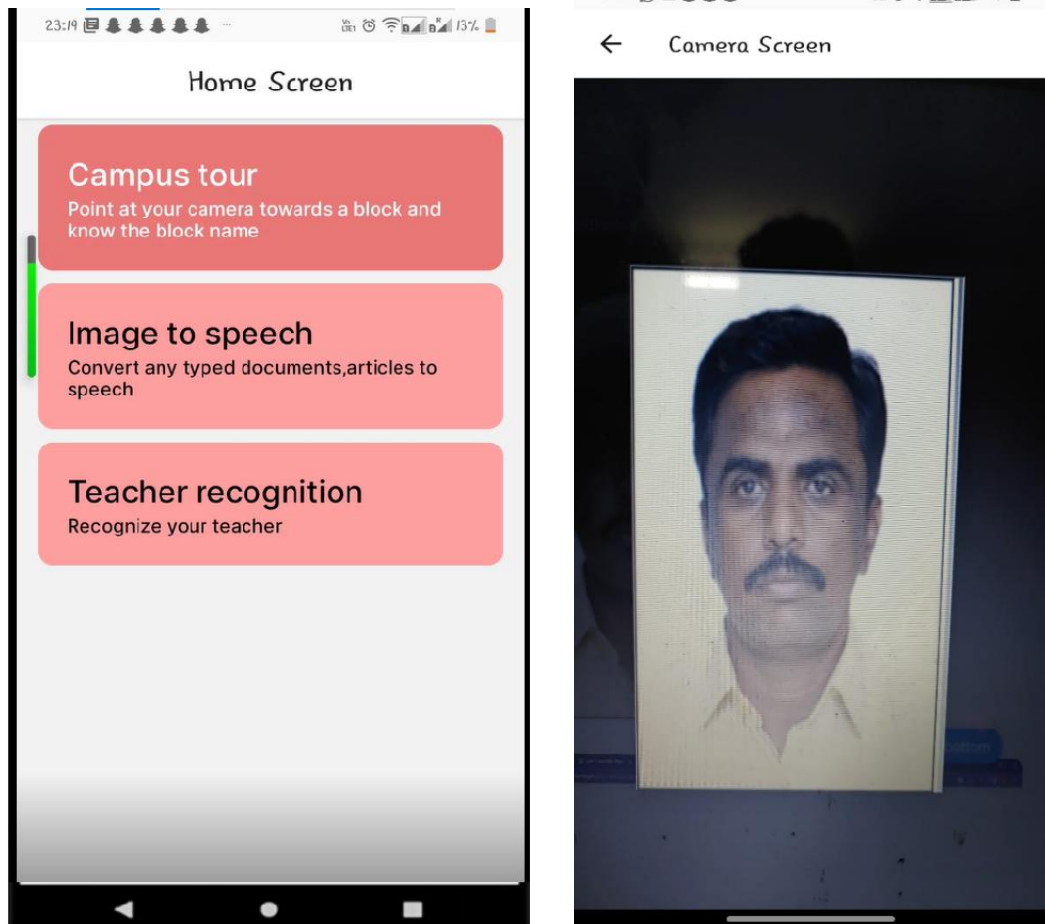 23:19
13%
Home Screen
Campus tour
Point at your camera towards a block and
know the block name
Image to speech
Convert any typed documents,articles to
speech
Teacher recognition
Recognize your teacher
Camera Screen
bottom